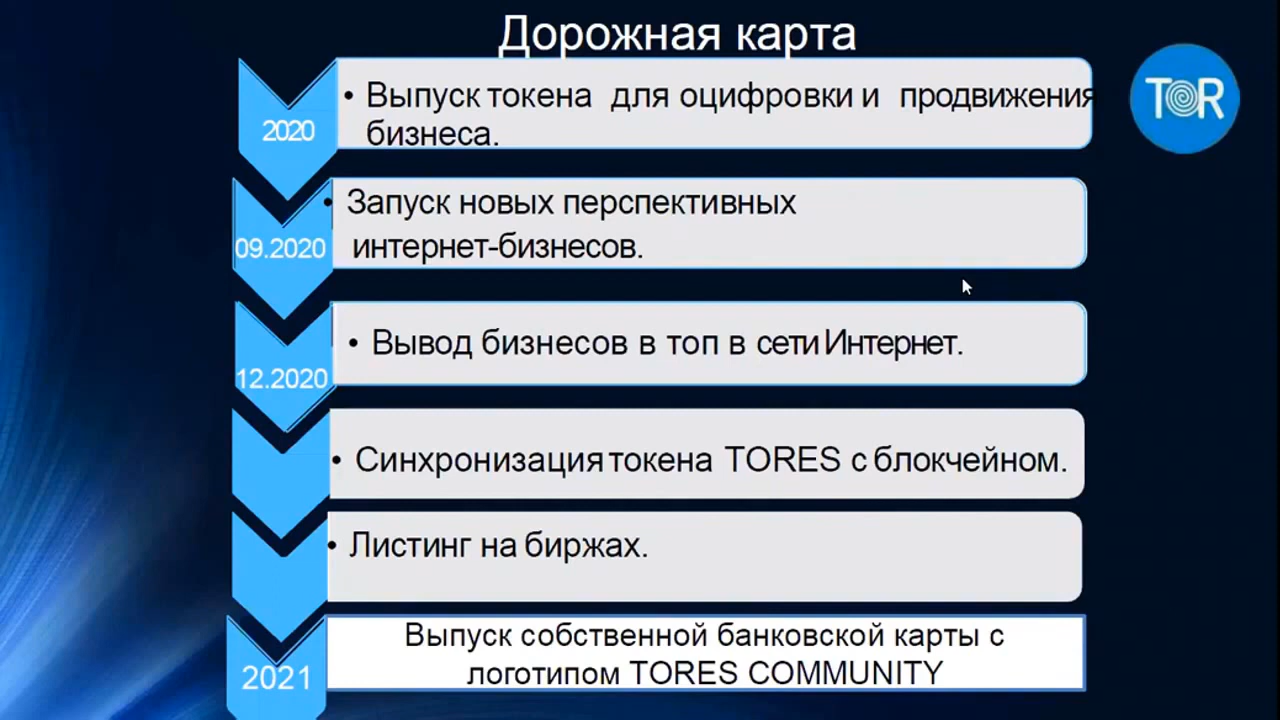 Дорожная карта
TOR
2020
• Выпуск токена для оцифровки и продвижения
бизнеса.
09.2020
• Запуск новых перспективных
интернет-бизнесов.
12.2020
• Вывод бизнесов в топ в сети Интернет.
• Синхронизация токена TORES с блокчейном.
• Листинг на биржах.
2021
Выпуск собственной банковской карты с
логотипом TORES COMMUNITY